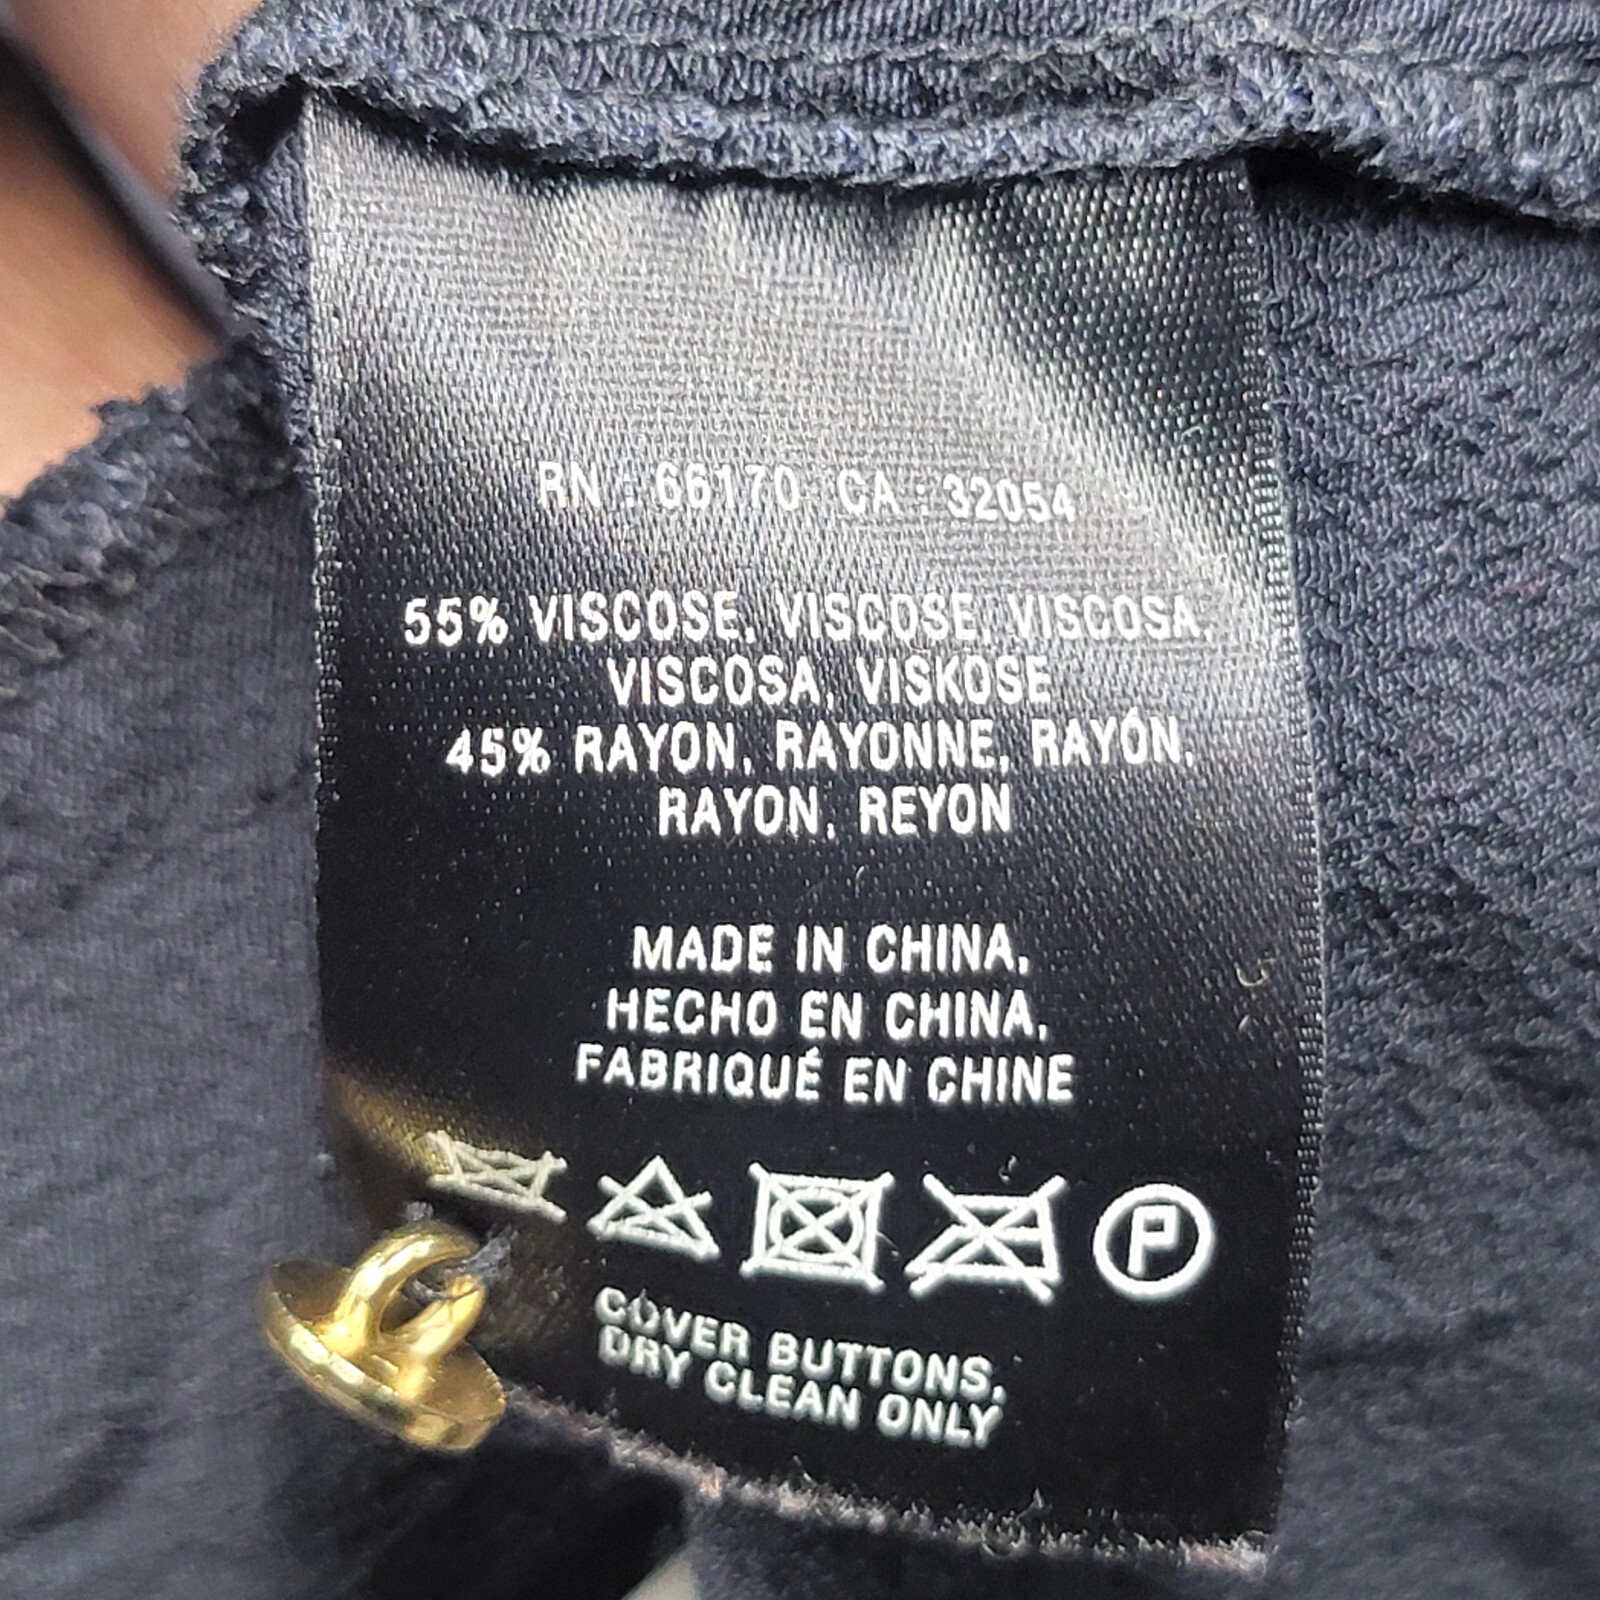 RN : 66170 CA : 32054
55% VISCOSE, VISCOSE, VISCOSA,
VISCOSA, VISKOSE
45% RAYON, RAYONNE, RAYÓN,
RAYON, REYON
MADE IN CHINA,
HECHO EN CHINA,
FABRIQUÉ EN CHINE
P
COVER BUTTONS,
DRY CLEAN ONLY